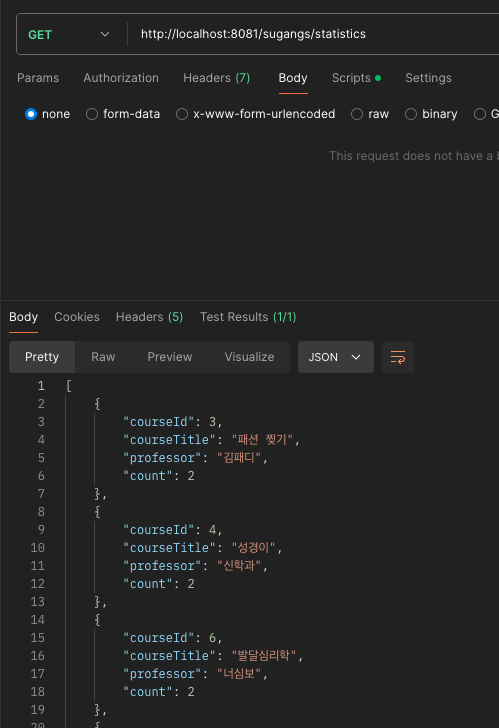 GET http://localhost:8081/sugangs/statistics
Params Authorization Headers (7) Body Scripts Settings
none form-data x-www-form-urlencoded raw binary G
This request does not have a
Body Cookies Headers (5) Test Results (1/1)
Pretty Raw Preview Visualize JSON
1 [
2 {
3 "courseId": 3,
4 "courseTitle": "패션 찢기",
5 "professor": "김패디",
6 "count": 2
7 },
8 {
9 "courseId": 4,
10 "courseTitle": "성경이",
11 "professor": "신학과",
12 "count": 2
13 },
14 {
15 "courseId": 6,
16 "courseTitle": "발달심리학",
17 "professor": "너심보",
18 "count": 2
19 },
20 {